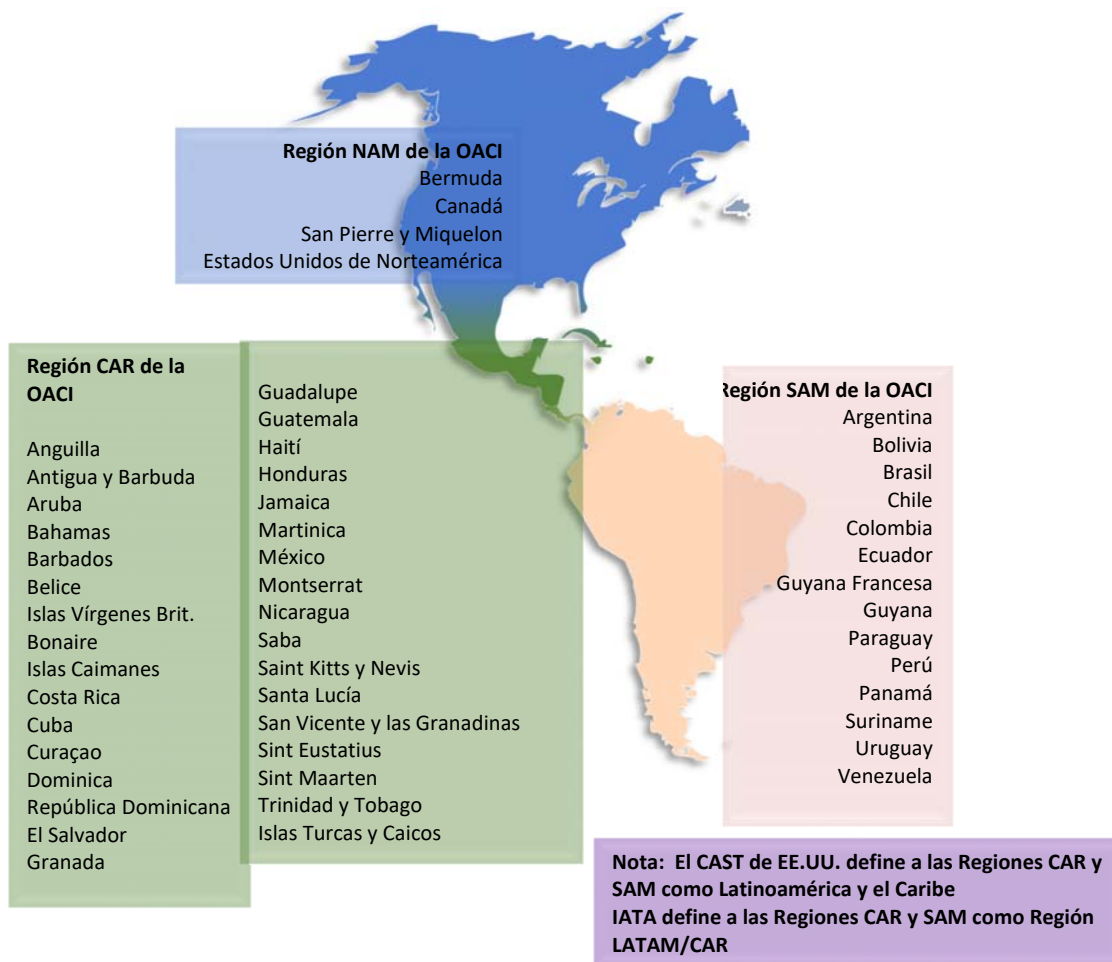 Región NAM de la OACI
Bermuda
Canadá
San Pierre y Miquelon
Estados Unidos de Norteamérica
Región CAR de la
OACI
Anguilla
Antigua y Barbuda
Aruba
Bahamas
Barbados
Belice
Islas Vírgenes Brit.
Bonaire
Islas Caimanes
Costa Rica
Cuba
Curaçao
Dominica
República Dominicana
El Salvador
Granada
Guadalupe
Guatemala
Haití
Honduras
Jamaica
Martinica
México
Montserrat
Nicaragua
Saba
Saint Kitts y Nevis
Santa Lucía
San Vicente y las Granadinas
Sint Eustatius
Sint Maarten
Trinidad y Tobago
Islas Turcas y Caicos
Región SAM de la OACI
Argentina
Bolivia
Brasil
Chile
Colombia
Ecuador
Guyana Francesa
Guyana
Paraguay
Perú
Panamá
Suriname
Uruguay
Venezuela
Nota: El CAST de EE.UU. define a las Regiones CAR y
SAM como Latinoamérica y el Caribe
IATA define a las Regiones CAR y SAM como Región
LATAM/CAR